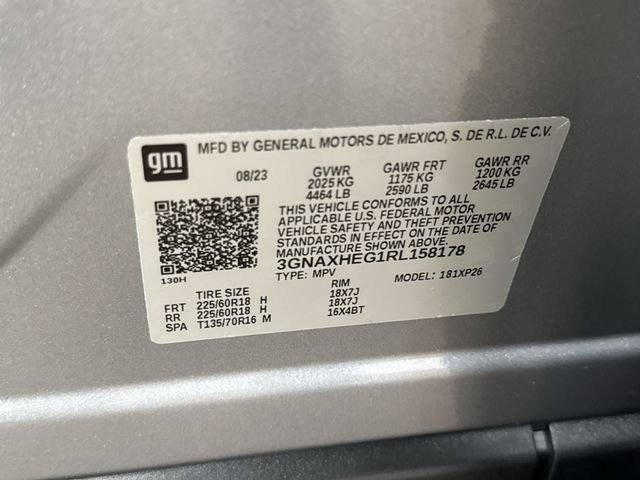 gm
MFD BY GENERAL MOTORS DE MEXICO, S. DE R.L. DE C.V.
08/23 GVWR GAWR FRT GAWR RR
2025 KG 1175 KG 1200 KG
4464 LB 2590 LB 2645 LB
THIS VEHICLE CONFORMS TO ALL
APPLICABLE U.S. FEDERAL MOTOR
VEHICLE SAFETY AND THEFT PREVENTION
STANDARDS IN EFFECT ON THE DATE OF
MANUFACTURE SHOWN ABOVE.
3GNAXHEG1RL158178
130H
TYPE: MPV MODEL: 181XP26
TIRE SIZE RIM
FRT 225/60R18 H 18X7J
RR 225/60R18 H 18X7J
SPA T135/70R16 M 16X4BT